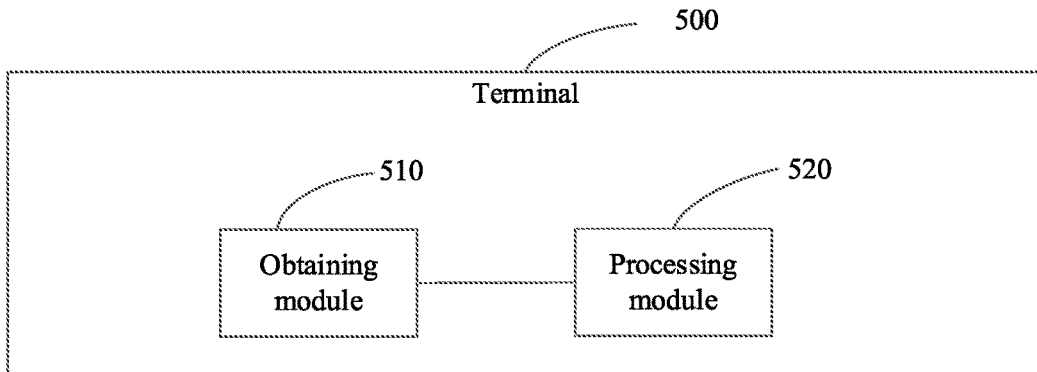 500
Terminal
510
520
Obtaining
module
Processing
module